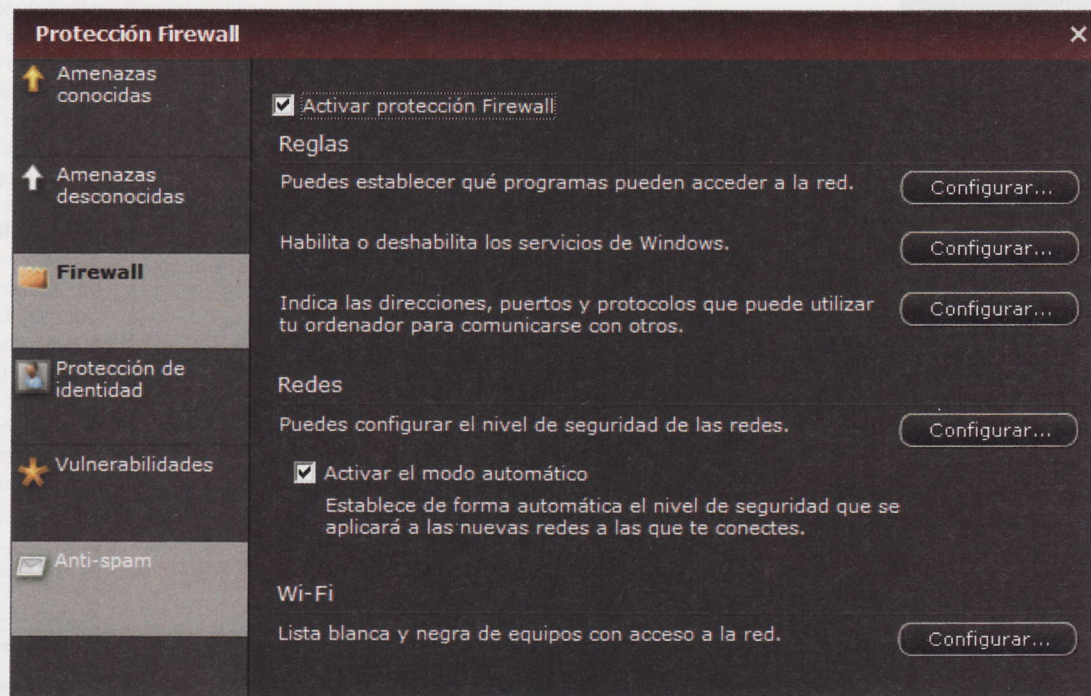 Protección Firewall
Amenazas
conocidas
Amenazas
desconocidas
Firewall
Protección de
identidad
Vulnerabilidades
Anti-spam
Activar protección Firewall
Reglas
Puedes establecer qué programas pueden acceder a la red.
Configurar...
Habilita o deshabilita los servicios de Windows.
Configurar...
Indica las direcciones, puertos y protocolos que puede utilizar
tu ordenador para comunicarse con otros.
Configurar...
Redes
Puedes configurar el nivel de seguridad de las redes.
Configurar...
Activar el modo automático
Establece de forma automática el nivel de seguridad que se
aplicará a las nuevas redes a las que te conectes.
Wi-Fi
Lista blanca y negra de equipos con acceso a la red.
Configurar...